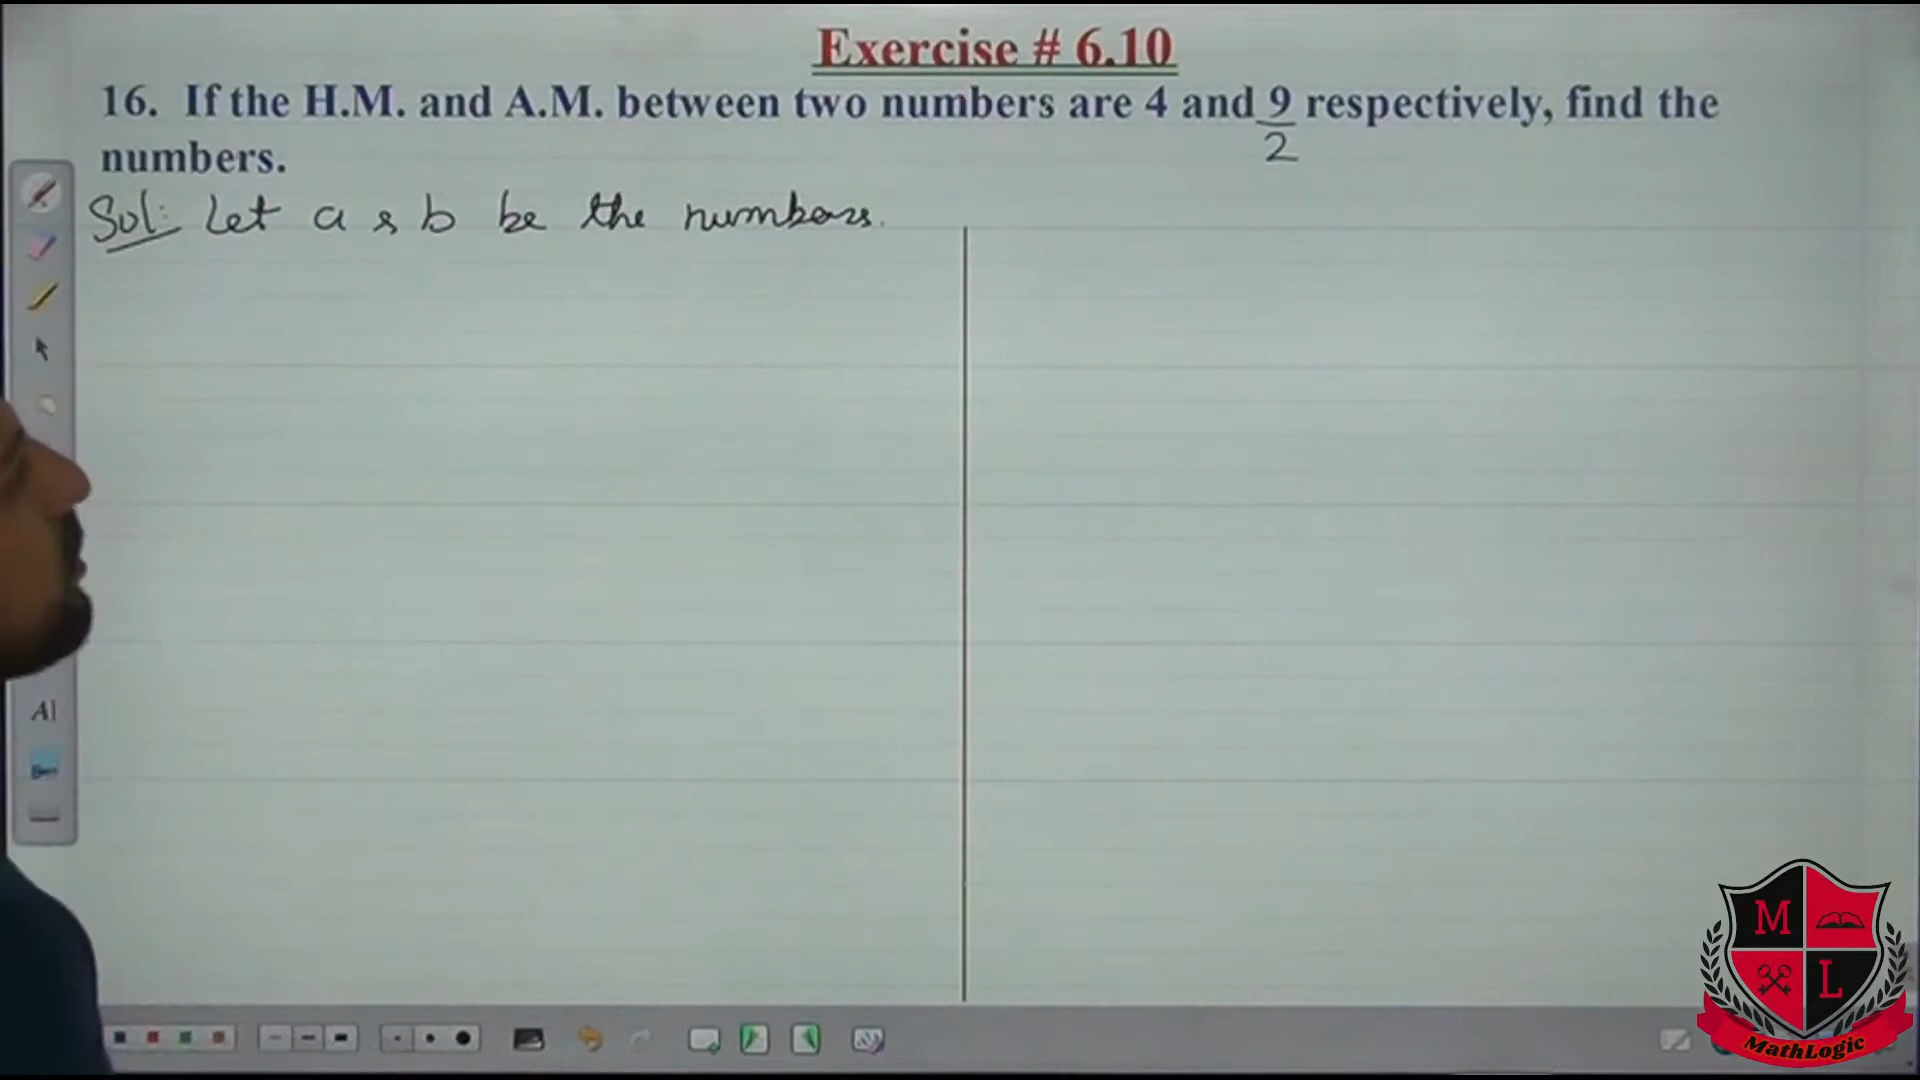 Exercise # 6.10
16. If the H.M. and A.M. between two numbers are 4 and 9/2 respectively, find the
numbers.
Sol: Let a & b be the numbers.
A
M
L
MathLogic